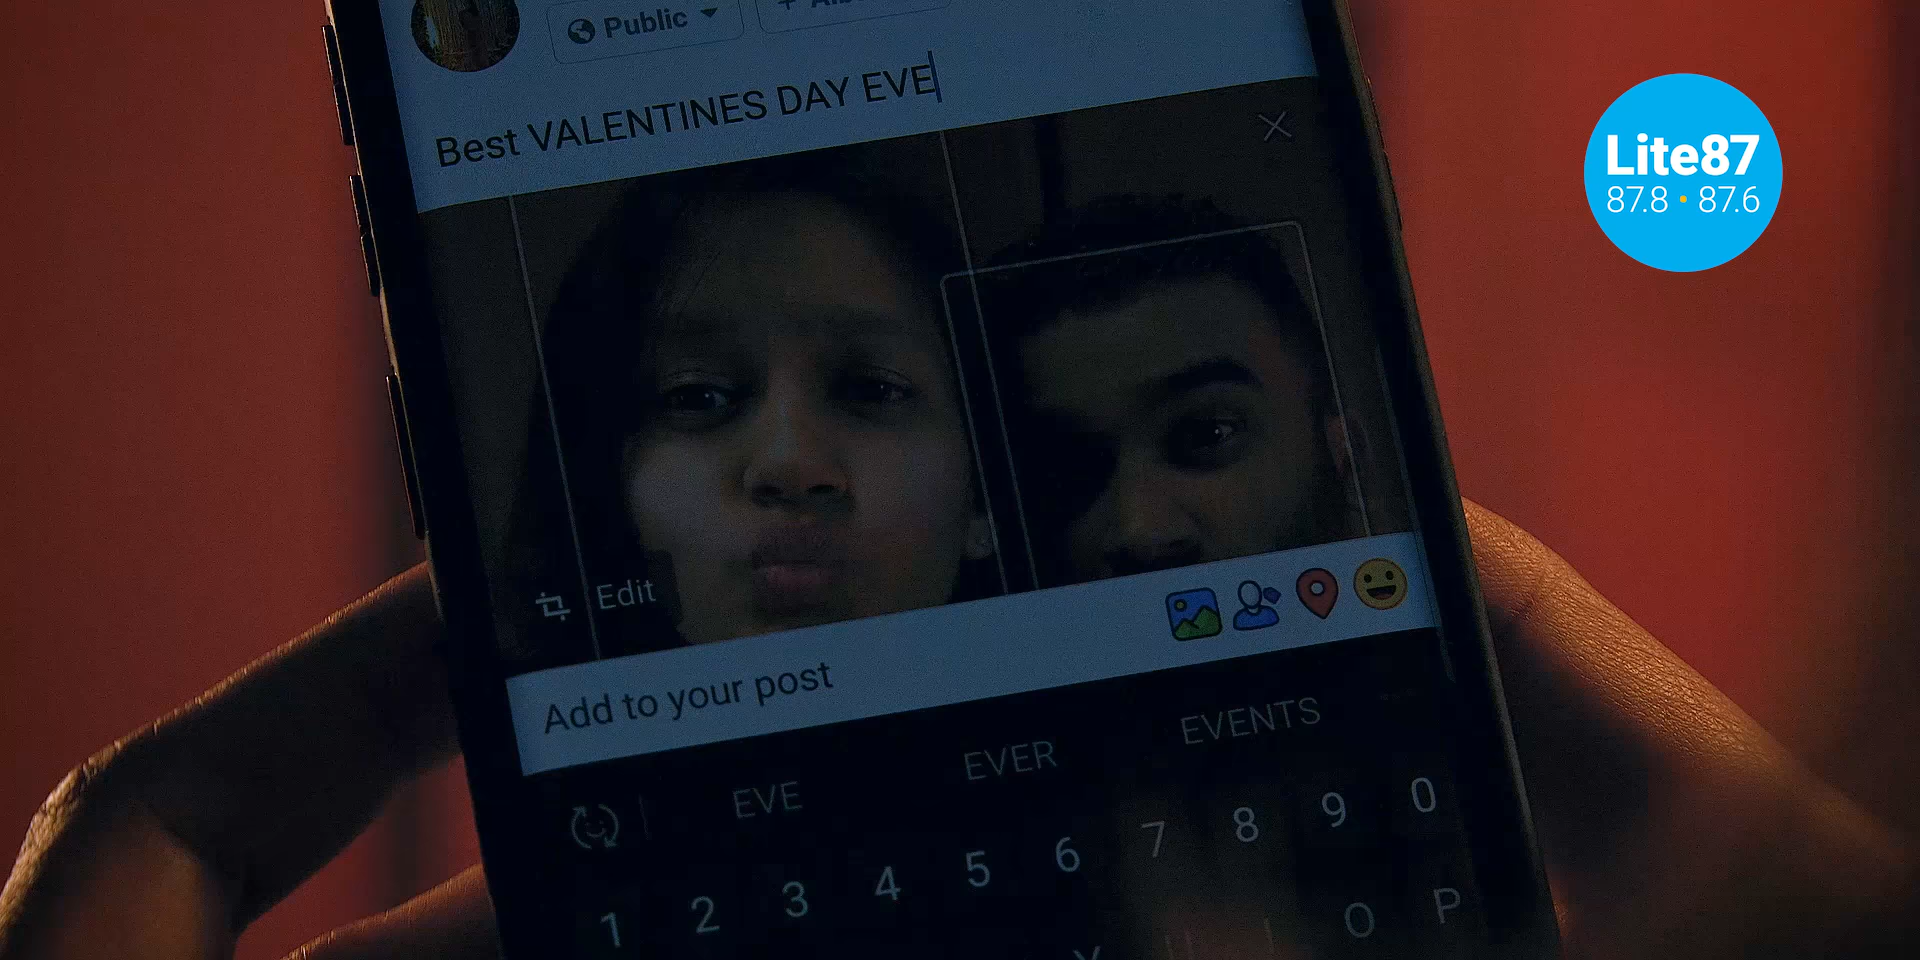 Public
Best VALENTINES DAY EVE
Lite87
87.8 • 87.6
Edit
Add to your post
EVE
EVER
EVENTS
1 2 3 4 5 6 7 8 9 0
O P